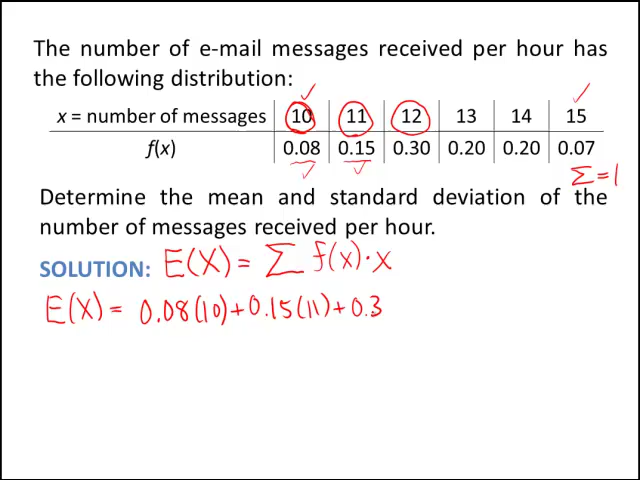 The number of e-mail messages received per hour has
the following distribution:
x = number of messages 10 11 12 13 14 15
f(x) 0.08 0.15 0.30 0.20 0.20 0.07
Σ = 1
Determine the mean and standard deviation of the
number of messages received per hour.
SOLUTION: E(X) = Σ f(x) · x
E(X) = 0.08(10) + 0.15(11) + 0.3